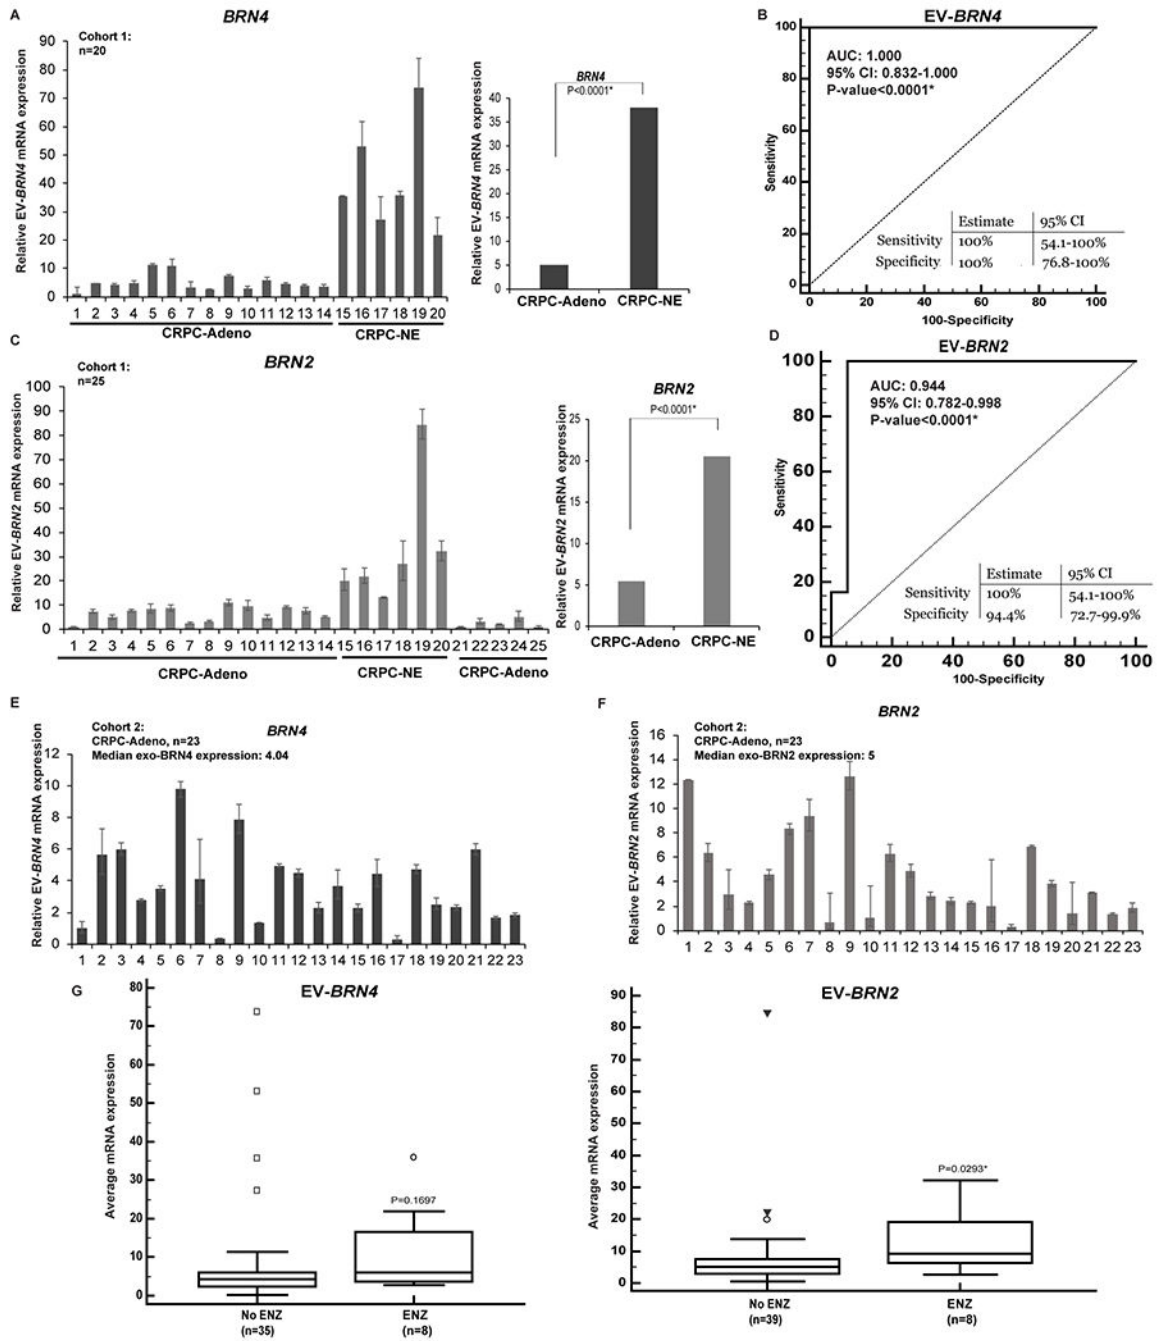 A
BRN4
Cohort 1:
n=20
Relative EV-BRN4 mRNA expression
90
80
70
60
50
40
30
20
10
0
1 2 3 4 5 6 7 8 9 10 11 12 13 14 15 16 17 18 19 20
CRPC-Adeno CRPC-NE
BRN4
P<0.0001*
Relative EV-BRN4 mRNA expression
40
35
30
25
20
15
10
5
0
CRPC-Adeno CRPC-NE
B
EV-BRN4
AUC: 1.000
95% CI: 0.832-1.000
P-value<0.0001*
Sensitivity
100
80
60
40
20
0
Estimate 95% CI
Sensitivity 100% 54.1-100%
Specificity 100% 76.8-100%
0 20 40 60 80 100
100-Specificity
C
BRN2
Cohort 1:
n=25
Relative EV-BRN2 mRNA expression
100
90
80
70
60
50
40
30
20
10
0
1 2 3 4 5 6 7 8 9 10 11 12 13 14 15 16 17 18 19 20 21 22 23 24 25
CRPC-Adeno CRPC-NE CRPC-Adeno
BRN2
P<0.0001*
Relative EV-BRN2 mRNA expression
25
20
15
10
5
0
CRPC-Adeno CRPC-NE
D
EV-BRN2
AUC: 0.944
95% CI: 0.782-0.998
P-value<0.0001*
Sensitivity
100
80
60
40
20
0
Estimate 95% CI
Sensitivity 100% 54.1-100%
Specificity 94.4% 72.7-99.9%
0 20 40 60 80 100
100-Specificity
E
BRN4
Cohort 2:
CRPC-Adeno, n=23
Median exo-BRN4 expression: 4.04
Relative EV-BRN4 mRNA expression
12
10
8
6
4
2
0
1 2 3 4 5 6 7 8 9 10 11 12 13 14 15 16 17 18 19 20 21 22 23
F
BRN2
Cohort 2:
CRPC-Adeno, n=23
Median exo-BRN2 expression: 5
Relative EV-BRN2 mRNA expression
16
14
12
10
8
6
4
2
0
1 2 3 4 5 6 7 8 9 10 11 12 13 14 15 16 17 18 19 20 21 22 23
G
EV-BRN4
Average mRNA expression
80
70
60
50
40
30
20
10
0
P=0.1697
No ENZ ENZ
(n=35) (n=8)
EV-BRN2
Average mRNA expression
90
80
70
60
50
40
30
20
10
0
P=0.0293*
No ENZ ENZ
(n=39) (n=8)